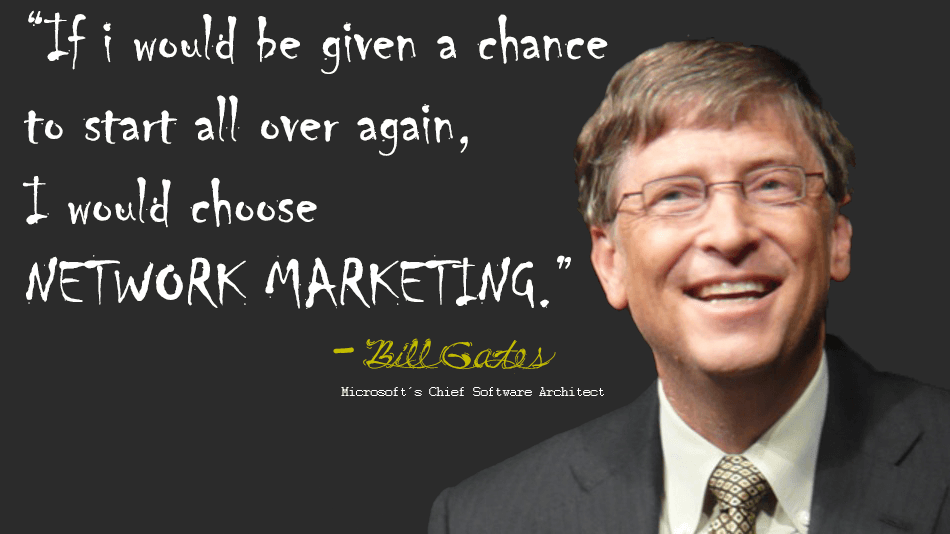 “If i would be given a chance
to start all over again,
I would choose
NETWORK MARKETING.”
- Bill Gates
Microsoft´s Chief Software Architect